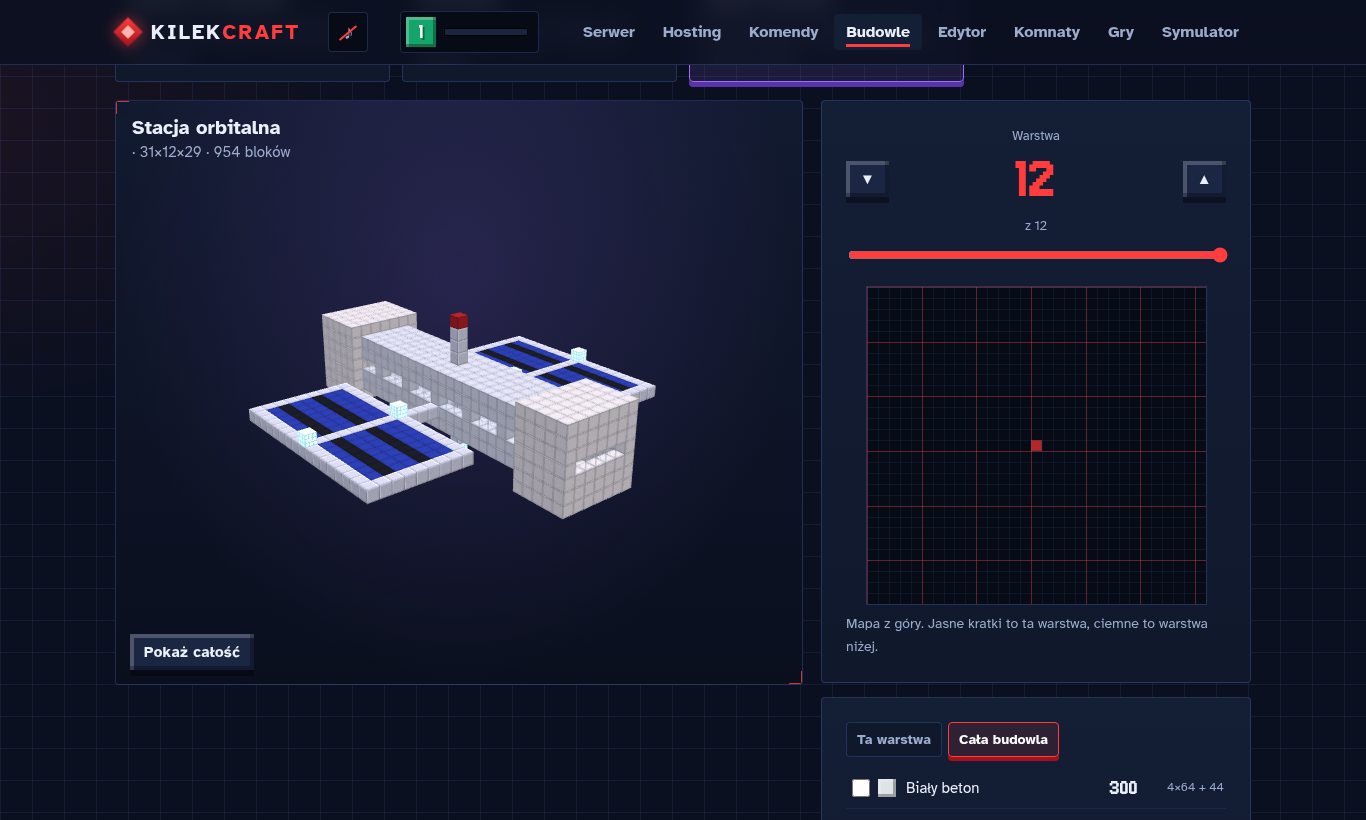 KILEKCRAFT
1
Serwer
Hosting
Komendy
Budowle
Edytor
Komnaty
Gry
Symulator
Stacja orbitalna
· 31×12×29 · 954 bloków
Pokaż całość
Warstwa
▼
12
▲
z 12
Mapa z góry. Jasne kratki to ta warstwa, ciemne to warstwa
niżej.
Ta warstwa
Cała budowla
Biały beton
300
4×64 + 44